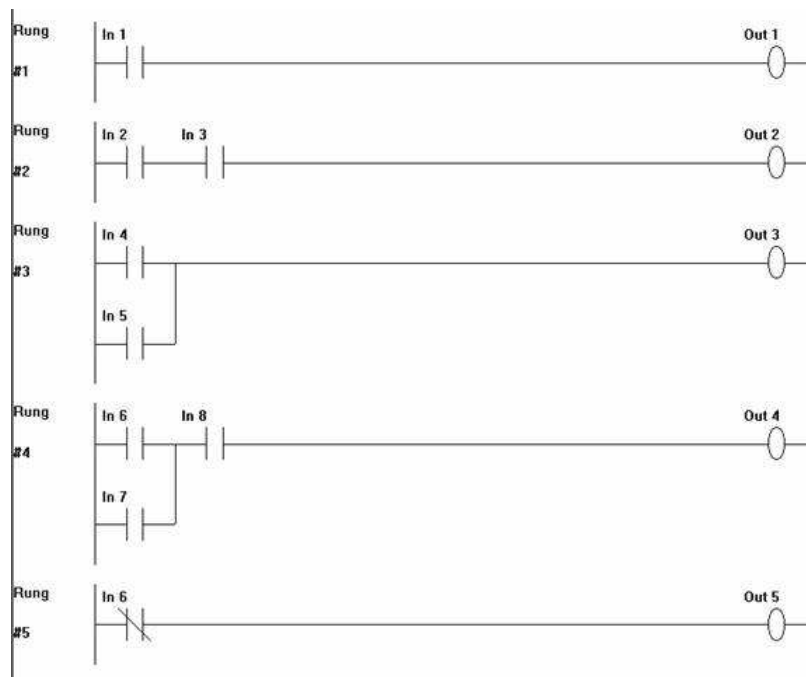 Rung In 1 Out 1
#1
Rung In 2 In 3 Out 2
#2
Rung In 4 Out 3
#3
In 5
Rung In 6 In 8 Out 4
#4
In 7
Rung In 6 Out 5
#5